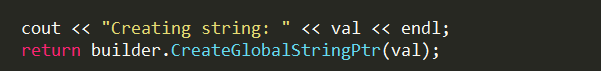 cout << "Creating string: " << val << endl;
return builder.CreateGlobalStringPtr(val);